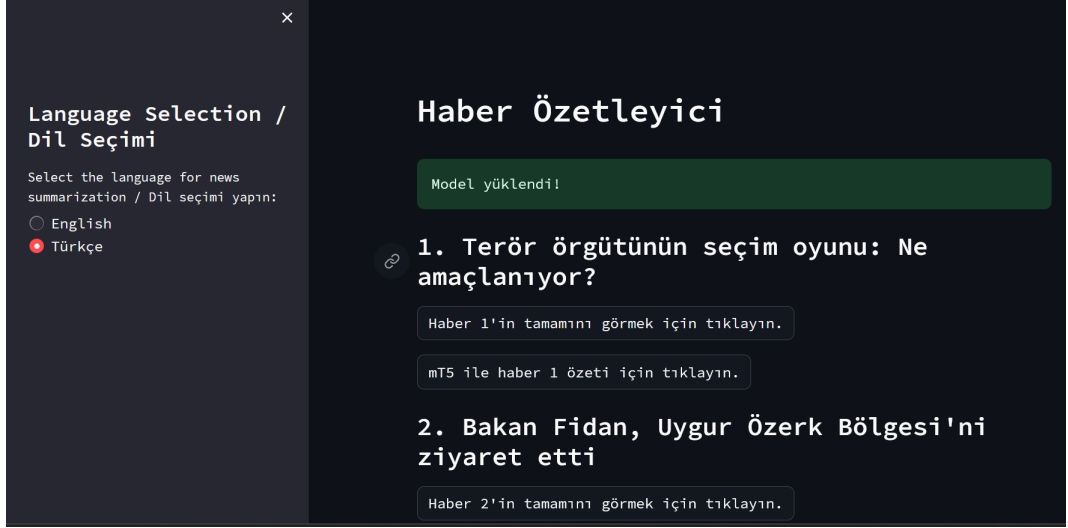 Language Selection /
Dil Seçimi
Select the language for news
summarization / Dil seçimi yapın:
English
Türkçe
Haber Özetleyici
Model yüklendi!
1. Terör örgütünün seçim oyunu: Ne
amaçlanıyor?
Haber 1'in tamamını görmek için tıklayın.
mT5 ile haber 1 özeti için tıklayın.
2. Bakan Fidan, Uygur Özerk Bölgesi'ni
ziyaret etti
Haber 2'in tamamını görmek için tıklayın.